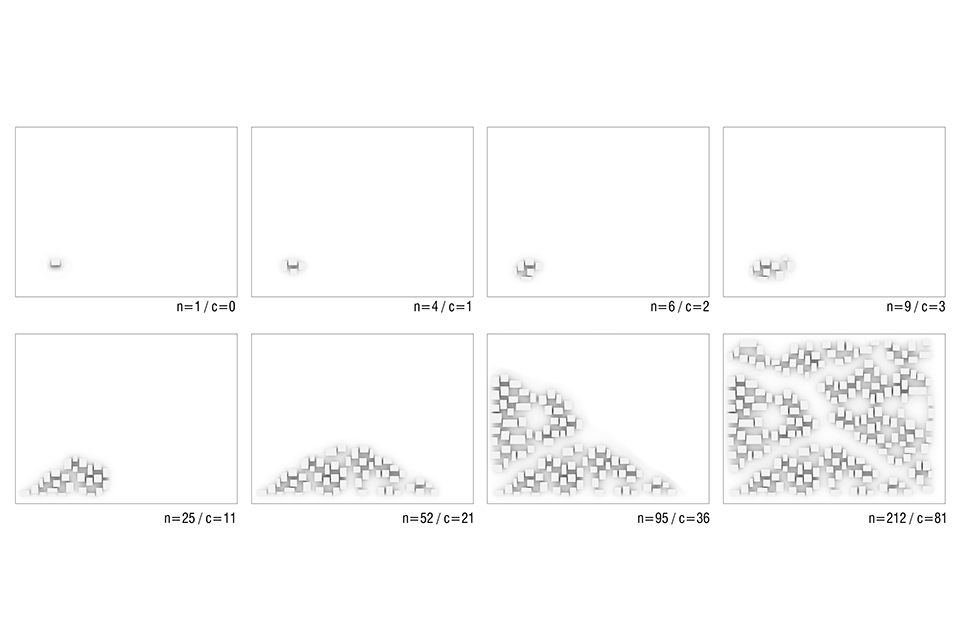 n=1 / c=0
n=4 / c=1
n=6 / c=2
n=9 / c=3
n=25 / c=11
n=52 / c=21
n=95 / c=36
n=212 / c=81